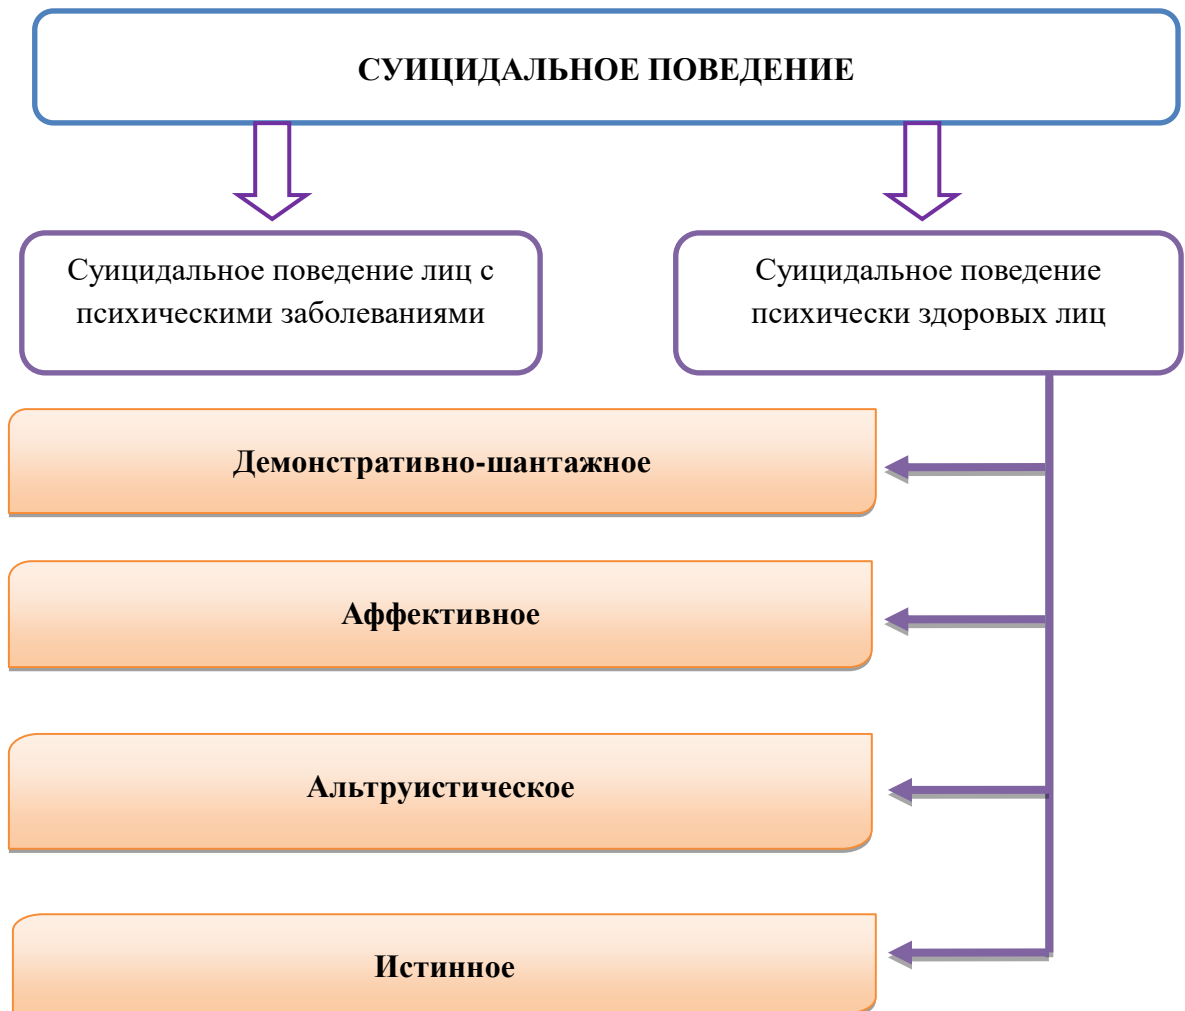 СУИЦИДАЛЬНОЕ ПОВЕДЕНИЕ
Суицидальное поведение лиц с
психическими заболеваниями
Суицидальное поведение
психически здоровых лиц
Демонстративно-шантажное
Аффективное
Альтруистическое
Истинное